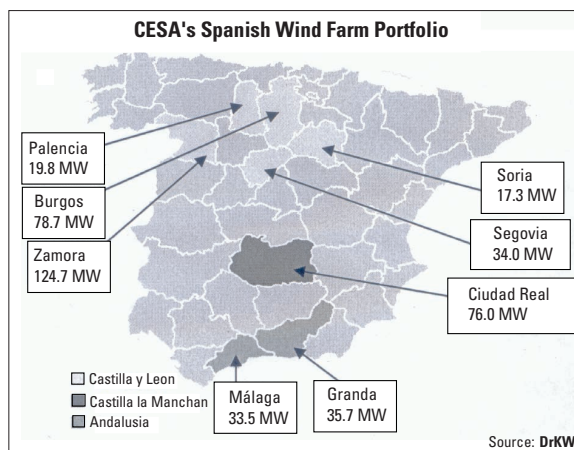 CESA's Spanish Wind Farm Portfolio
Palencia
19.8 MW
Burgos
78.7 MW
Zamora
124.7 MW
Soria
17.3 MW
Segovia
34.0 MW
Ciudad Real
76.0 MW
Málaga
33.5 MW
Granda
35.7 MW
Castilla y Leon
Castilla la Manchan
Andalusia
Source: DrKW